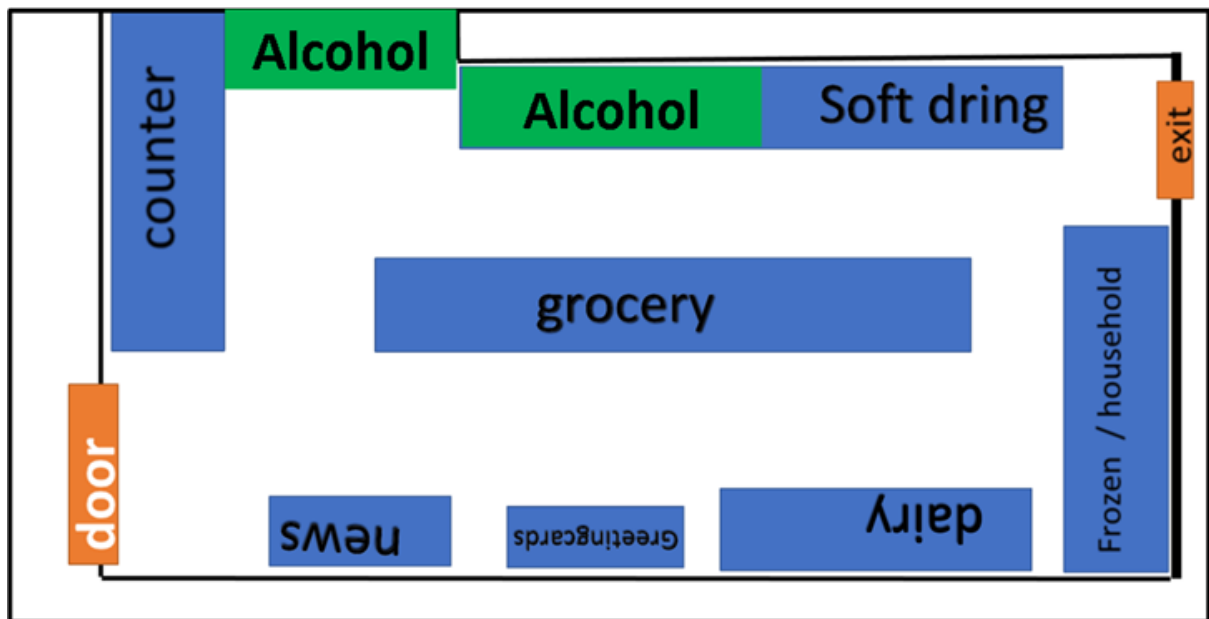 Alcohol
counter
Alcohol
Soft dring
exit
grocery
Frozen / household
door
news
Greetingcards
dairy